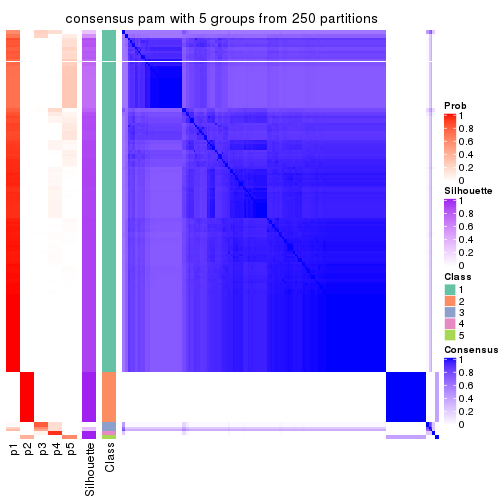 consensus pam with 5 groups from 250 partitions
Prob
1
0.8
0.6
0.4
0.2
0
Silhouette
1
0.8
0.6
0.4
0.2
0
Class
1
2
3
4
5
Consensus
1
0.8
0.6
0.4
0.2
0
p1
p2
p3
p4
p5
Silhouette
Class